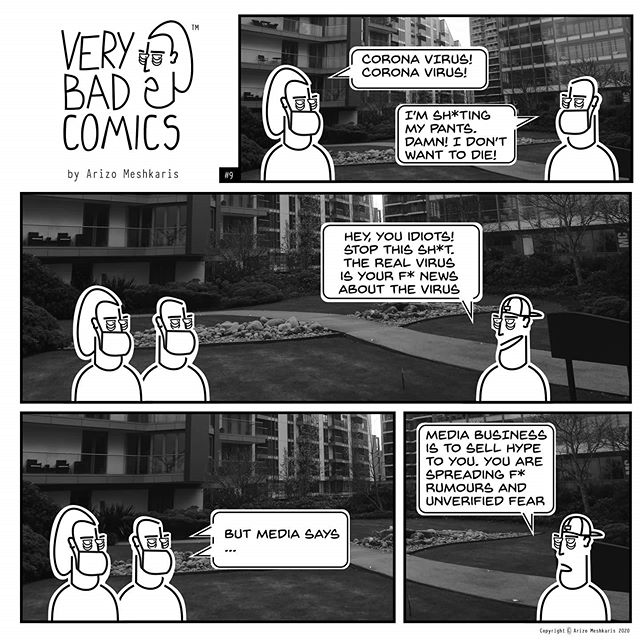 VERY
BAD
COMICS
TM
by Arizo Meshkaris
#9
CORONA VIRUS!
CORONA VIRUS!
I'M SH*TING
MY PANTS.
DAMN! I DON'T
WANT TO DIE!
HEY, YOU IDIOTS!
STOP THIS SH*T.
THE REAL VIRUS
IS YOUR F* NEWS
ABOUT THE VIRUS
BUT MEDIA SAYS
...
MEDIA BUSINESS
IS TO SELL HYPE
TO YOU. YOU ARE
SPREADING F*
RUMOURS AND
UNVERIFIED FEAR
Copyright © Arizo Meshkaris 2020